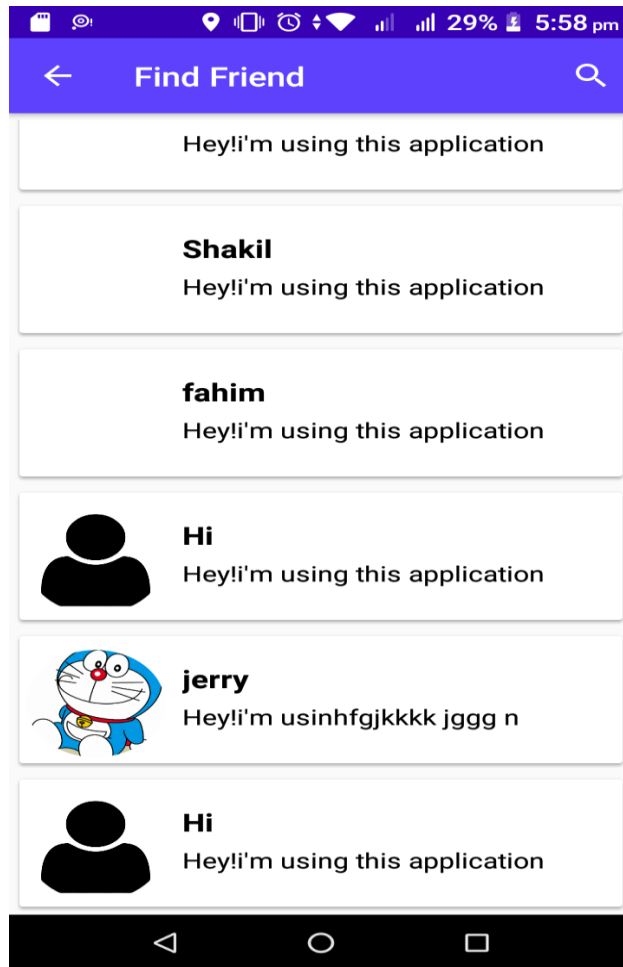 29% 5:58 pm
Find Friend
Hey!i'm using this application
Shakil
Hey!i'm using this application
fahim
Hey!i'm using this application
Hi
Hey!i'm using this application
jerry
Hey!i'm usinhfgjkkkk jggg n
Hi
Hey!i'm using this application